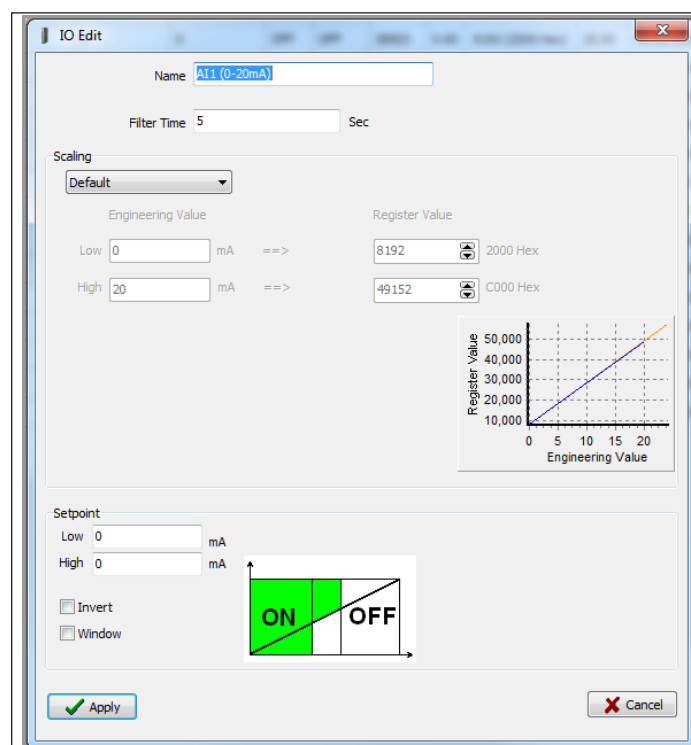 IO Edit
Name AI1 (0-20mA)
Filter Time 5 Sec
Scaling
Default
Engineering Value Register Value
Low 0 mA ==> 8192 2000 Hex
High 20 mA ==> 49152 C000 Hex
Register Value
50,000
40,000
30,000
20,000
10,000
0 5 10 15 20
Engineering Value
Setpoint
Low 0 mA
High 0 mA
Invert
Window
ON OFF
Apply Cancel